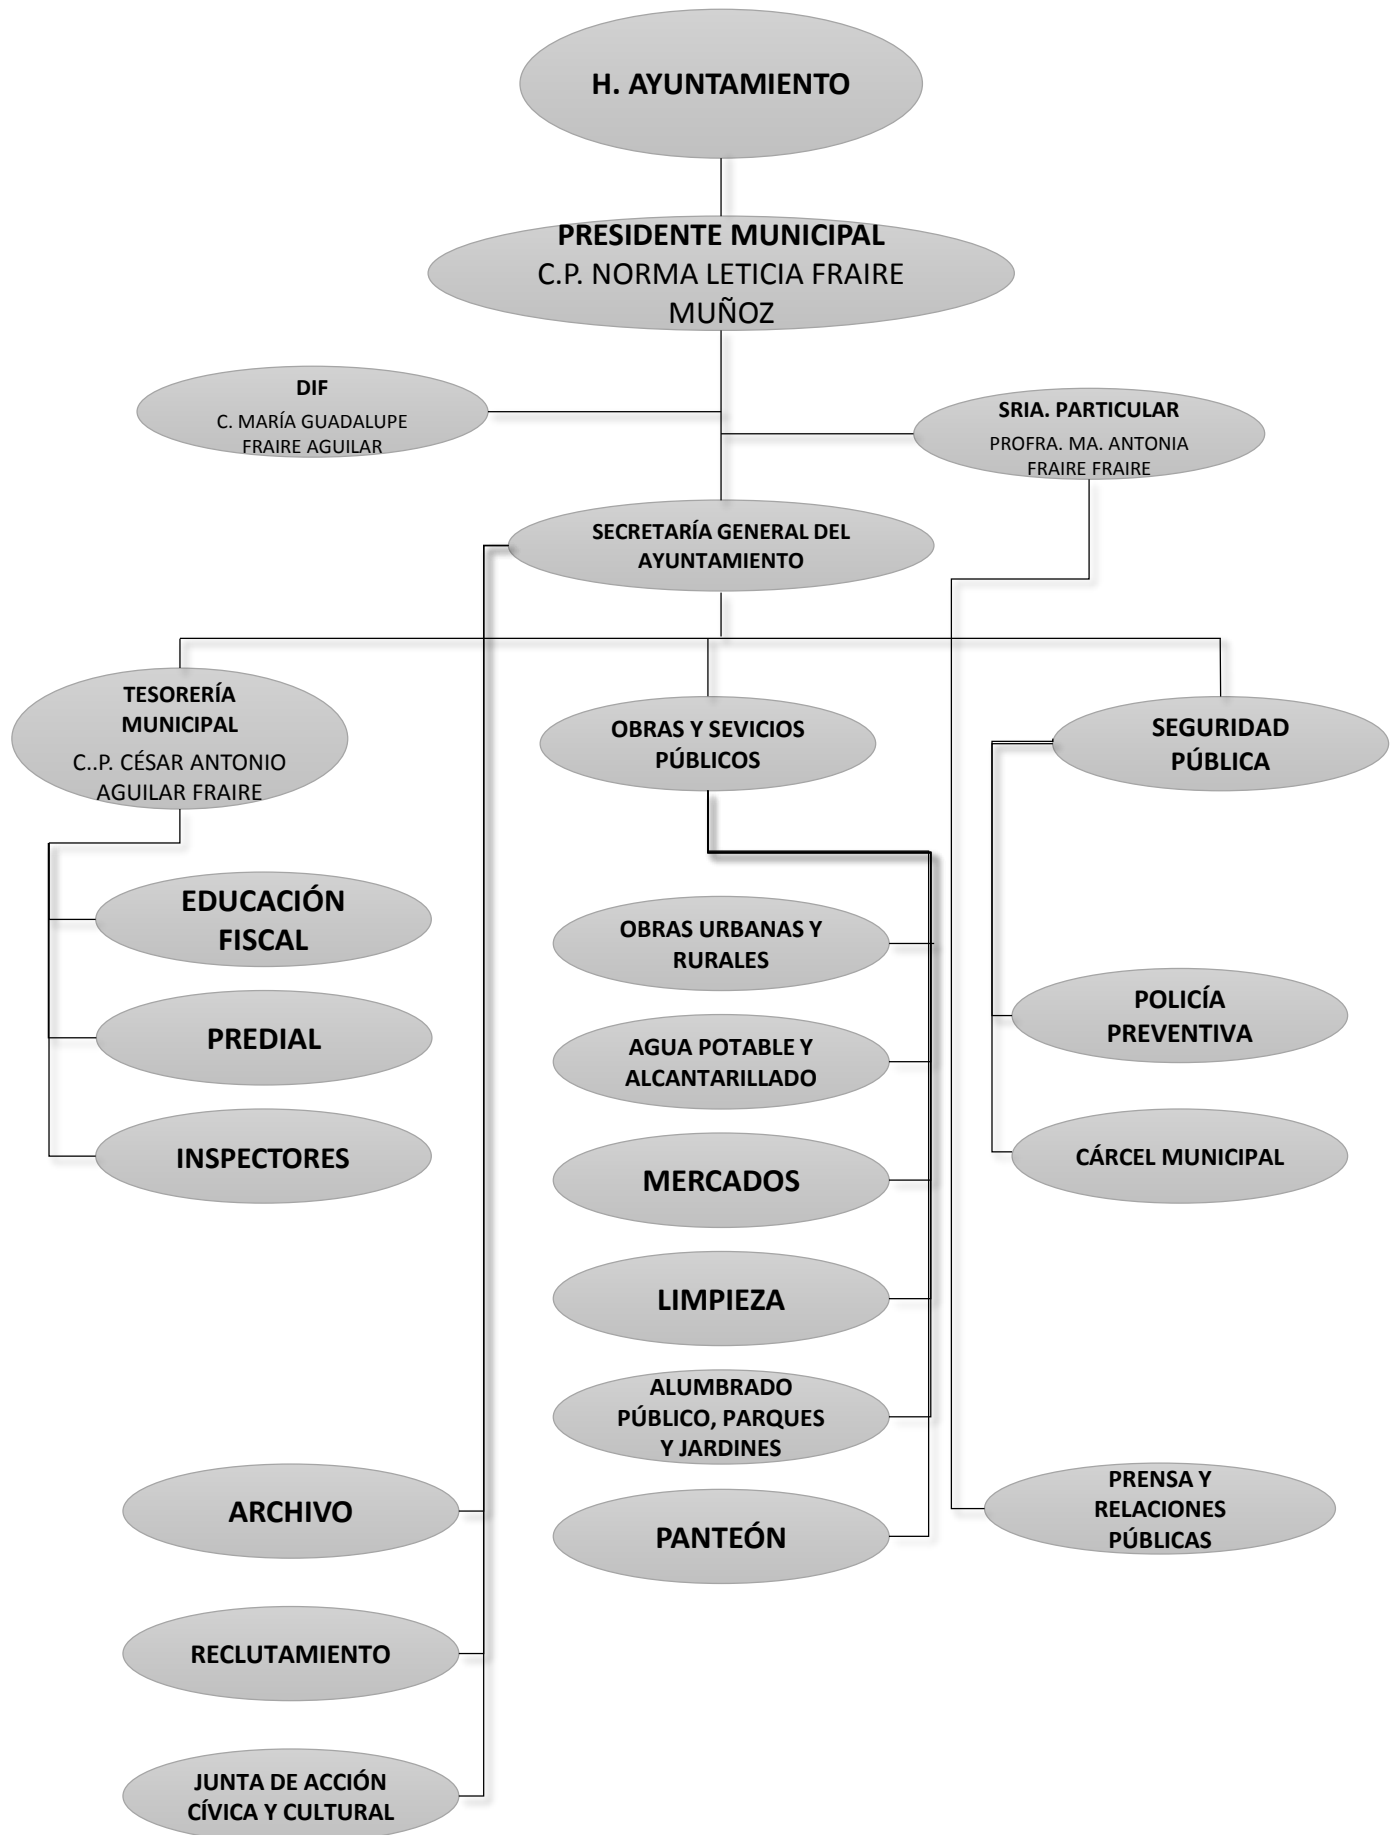 H. AYUNTAMIENTO
PRESIDENTE MUNICIPAL
C.P. NORMA LETICIA FRAIRE
MUÑOZ
DIF
C. MARÍA GUADALUPE
FRAIRE AGUILAR
SRIA. PARTICULAR
PROFRA. MA. ANTONIA
FRAIRE FRAIRE
SECRETARÍA GENERAL DEL
AYUNTAMIENTO
TESORERÍA
MUNICIPAL
C..P. CÉSAR ANTONIO
AGUILAR FRAIRE
OBRAS Y SEVICIOS
PÚBLICOS
SEGURIDAD
PÚBLICA
EDUCACIÓN
FISCAL
PREDIAL
INSPECTORES
OBRAS URBANAS Y
RURALES
AGUA POTABLE Y
ALCANTARILLADO
MERCADOS
LIMPIEZA
ALUMBRADO
PÚBLICO, PARQUES
Y JARDINES
PANTEÓN
POLICÍA
PREVENTIVA
CÁRCEL MUNICIPAL
PRENSA Y
RELACIONES
PÚBLICAS
ARCHIVO
RECLUTAMIENTO
JUNTA DE ACCIÓN
CÍVICA Y CULTURAL